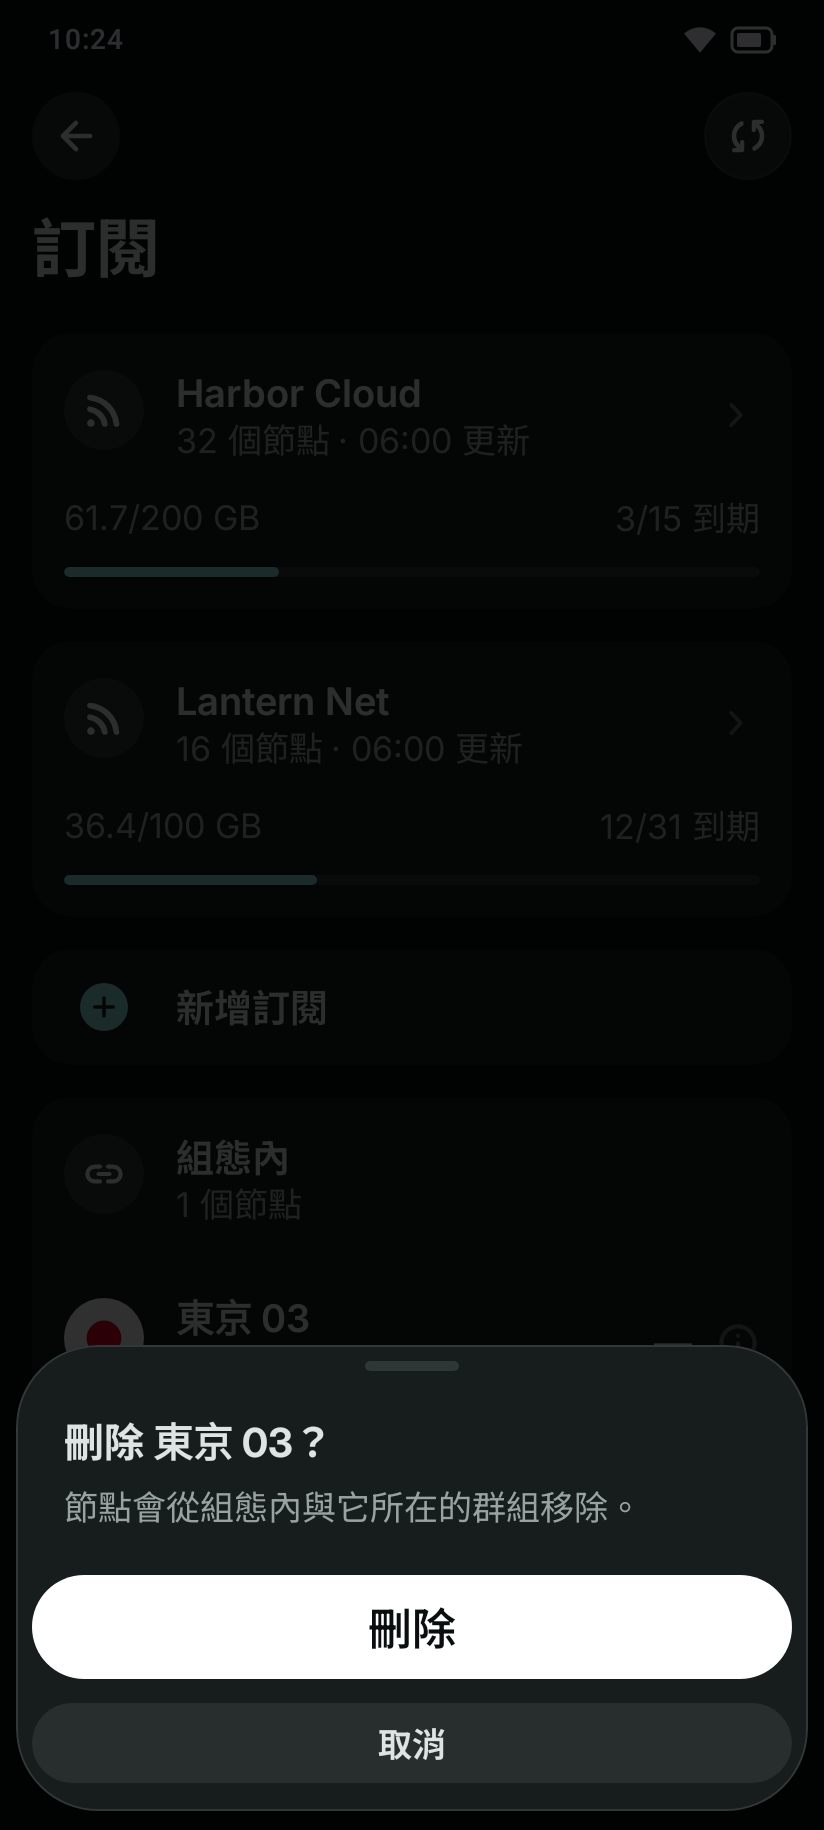 10:24
訂閱
Harbor Cloud
32 個節點 · 06:00 更新
61.7/200 GB
3/15 到期
Lantern Net
16 個節點 · 06:00 更新
36.4/100 GB
12/31 到期
新增訂閱
組態內
1 個節點
東京 03
刪除 東京 03？
節點會從組態內與它所在的群組移除。
刪除
取消